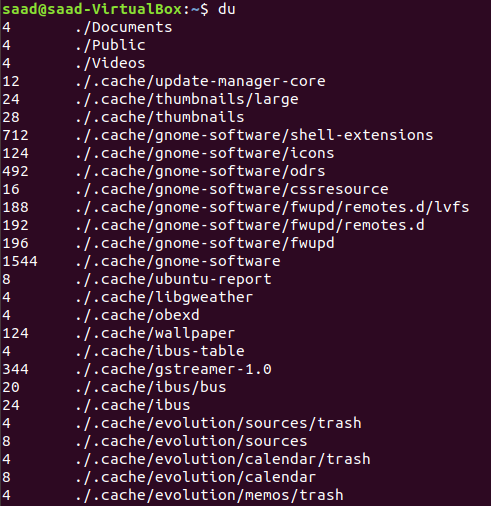 saad@saad-VirtualBox:~$ du
4 ./Documents
4 ./Public
4 ./Videos
12 ./.cache/update-manager-core
24 ./.cache/thumbnails/large
28 ./.cache/thumbnails
712 ./.cache/gnome-software/shell-extensions
124 ./.cache/gnome-software/icons
492 ./.cache/gnome-software/odrs
16 ./.cache/gnome-software/cssresource
188 ./.cache/gnome-software/fwupd/remotes.d/lvfs
192 ./.cache/gnome-software/fwupd/remotes.d
196 ./.cache/gnome-software/fwupd
1544 ./.cache/gnome-software
8 ./.cache/ubuntu-report
4 ./.cache/libgweather
4 ./.cache/obexd
124 ./.cache/wallpaper
4 ./.cache/ibus-table
344 ./.cache/gstreamer-1.0
20 ./.cache/ibus/bus
24 ./.cache/ibus
4 ./.cache/evolution/sources/trash
8 ./.cache/evolution/sources
4 ./.cache/evolution/calendar/trash
8 ./.cache/evolution/calendar
4 ./.cache/evolution/memos/trash